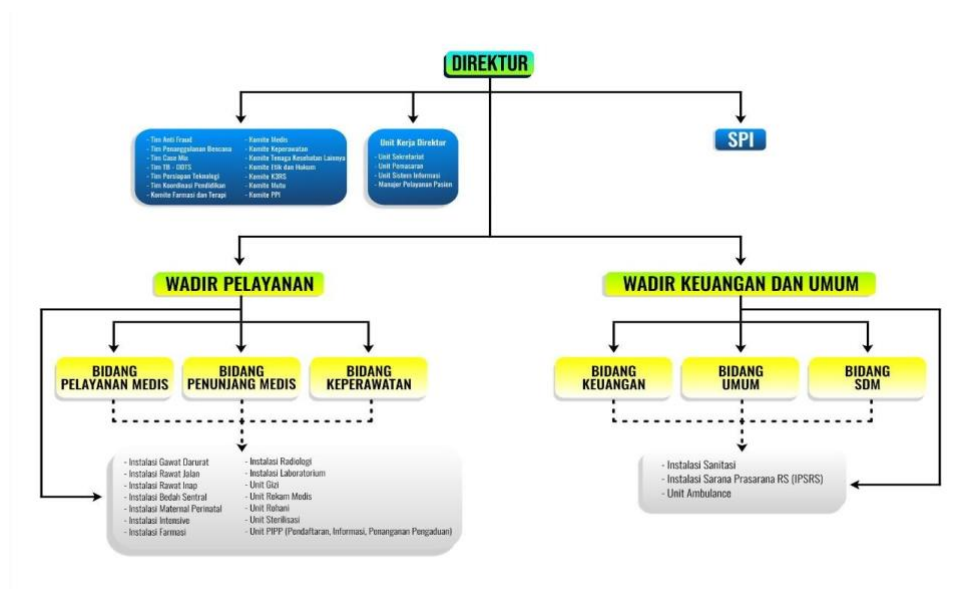 DIREKTUR
- Tim Anti Fraud
- Tim Penanggulanan Bencana
- Tim Case Mix
- Tim TB - DOTS
- Tim Persiapan Teknologi
- Tim Koordinasi Pendidikan
- Komite Farmasi dan Terapi
- Komite Medis
- Komite Keperawatan
- Komite Tenaga Kesehatan Lainnya
- Komite Etik dan Hukum
- Komite K3RS
- Komite Mutu
- Komite PPI
Unit Kerja Direktur
- Unit Sekretariat
- Unit Pemasaran
- Unit Sistem Informasi
- Manajer Pelayanan Pasien
SPI
WADIR PELAYANAN
WADIR KEUANGAN DAN UMUM
BIDANG
PELAYANAN MEDIS
BIDANG
PENUNJANG MEDIS
BIDANG
KEPERAWATAN
BIDANG
KEUANGAN
BIDANG
UMUM
BIDANG
SDM
- Instalasi Gawat Darurat
- Instalasi Rawat Jalan
- Instalasi Rawat Inap
- Instalasi Bedah Sentral
- Instalasi Maternal Perinatal
- Instalasi Intensive
- Instalasi Farmasi
- Instalasi Radiologi
- Instalasi Laboratorium
- Unit Gizi
- Unit Rekam Medis
- Unit Rohani
- Unit Sterilisasi
- Unit PIPP (Pendaftaran, Informasi, Penanganan Pengaduan)
- Instalasi Sanitasi
- Instalasi Sarana Prasarana RS (IPSRS)
- Unit Ambulance